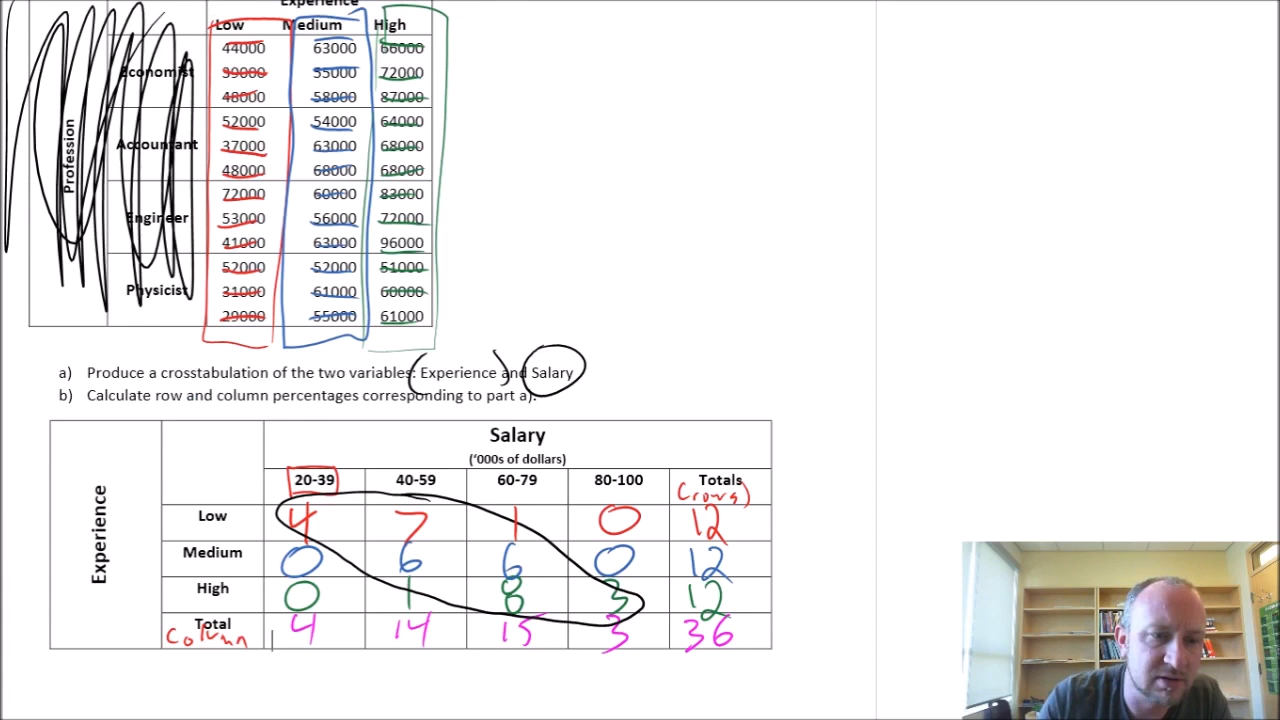 Experience
Low Medium High
44000 63000 66000
Economist 39000 55000 72000
48000 58000 87000
52000 54000 64000
Profession Accountant 37000 63000 68000
48000 68000 68000
72000 60000 83000
Engineer 53000 56000 72000
41000 63000 96000
52000 52000 51000
Physicist 31000 61000 60000
29000 55000 61000
a) Produce a crosstabulation of the two variables: Experience and Salary
b) Calculate row and column percentages corresponding to part a).
Salary
('000s of dollars)
20-39 40-59 60-79 80-100 Totals
(rows)
Experience
Low 4 7 1 0 12
Medium 0 6 6 0 12
High 0 1 8 3 12
Total 4 14 15 3 36
Column